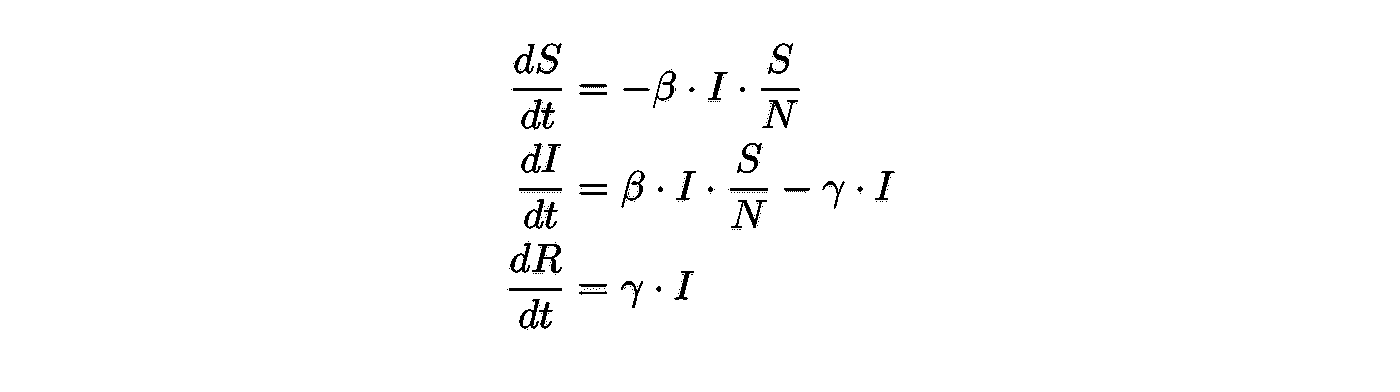 dS/dt = -β · I · S/N
dI/dt = β · I · S/N - γ · I
dR/dt = γ · I